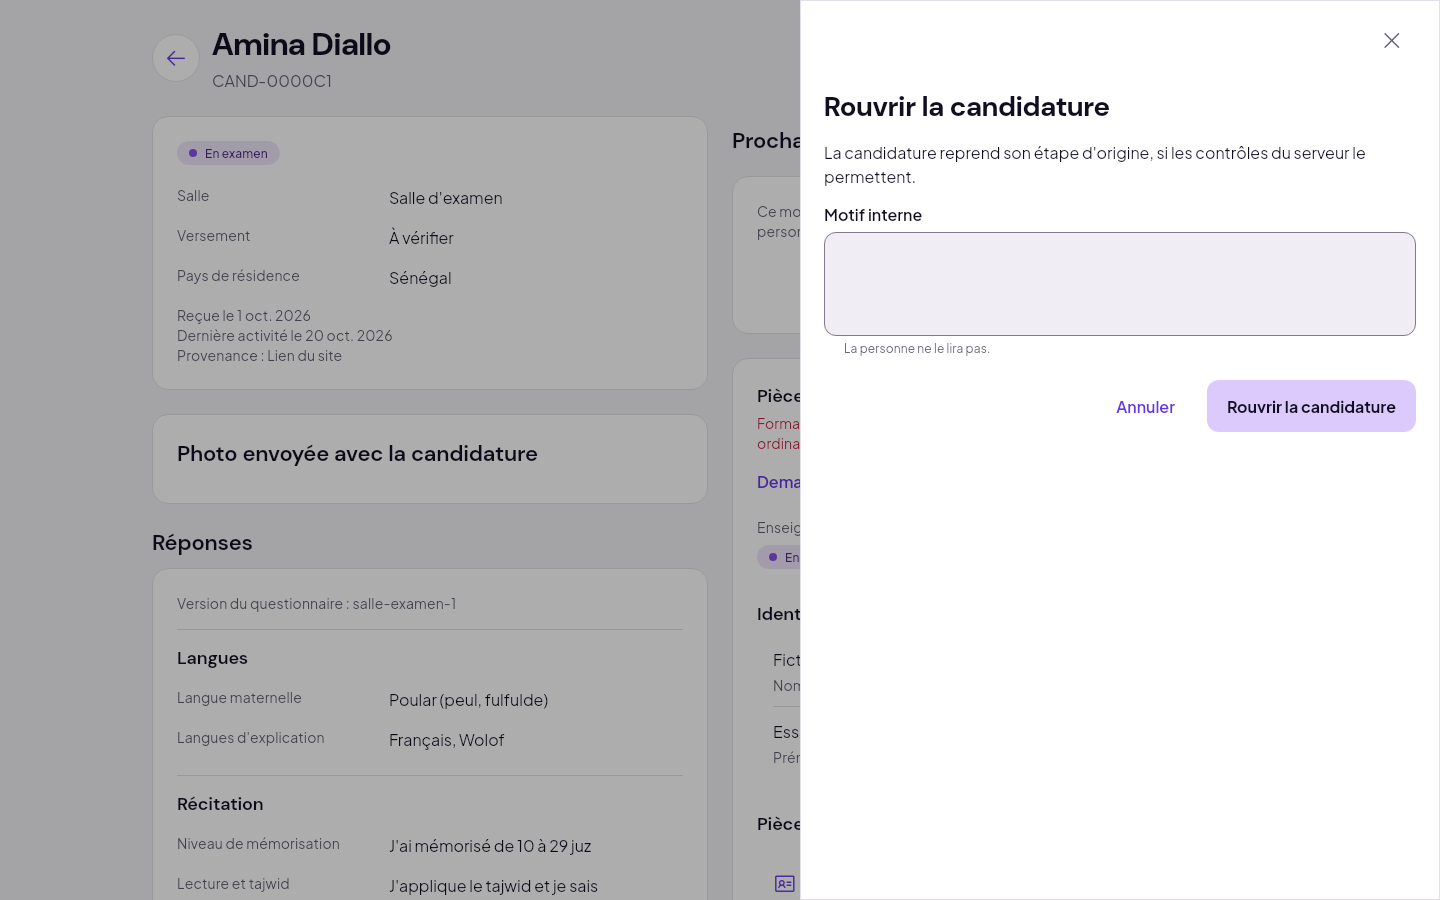 Amina Diallo
CAND-0000C1
En examen
Salle
Salle d'examen
Versement
À vérifier
Pays de résidence
Sénégal
Reçue le 1 oct. 2026
Dernière activité le 20 oct. 2026
Provenance : Lien du site
Photo envoyée avec la candidature
Réponses
Version du questionnaire : salle-examen-1
Langues
Langue maternelle
Poular (peul, fulfulde)
Langues d'explication
Français, Wolof
Récitation
Niveau de mémorisation
J'ai mémorisé de 10 à 29 juz
Lecture et tajwid
J'applique le tajwid et je sais
Ce
Pièce
Rouvrir la candidature
La candidature reprend son étape d'origine, si les contrôles du serveur le
permettent.
Motif interne
La personne ne le lira pas.
Annuler
Rouvrir la candidature